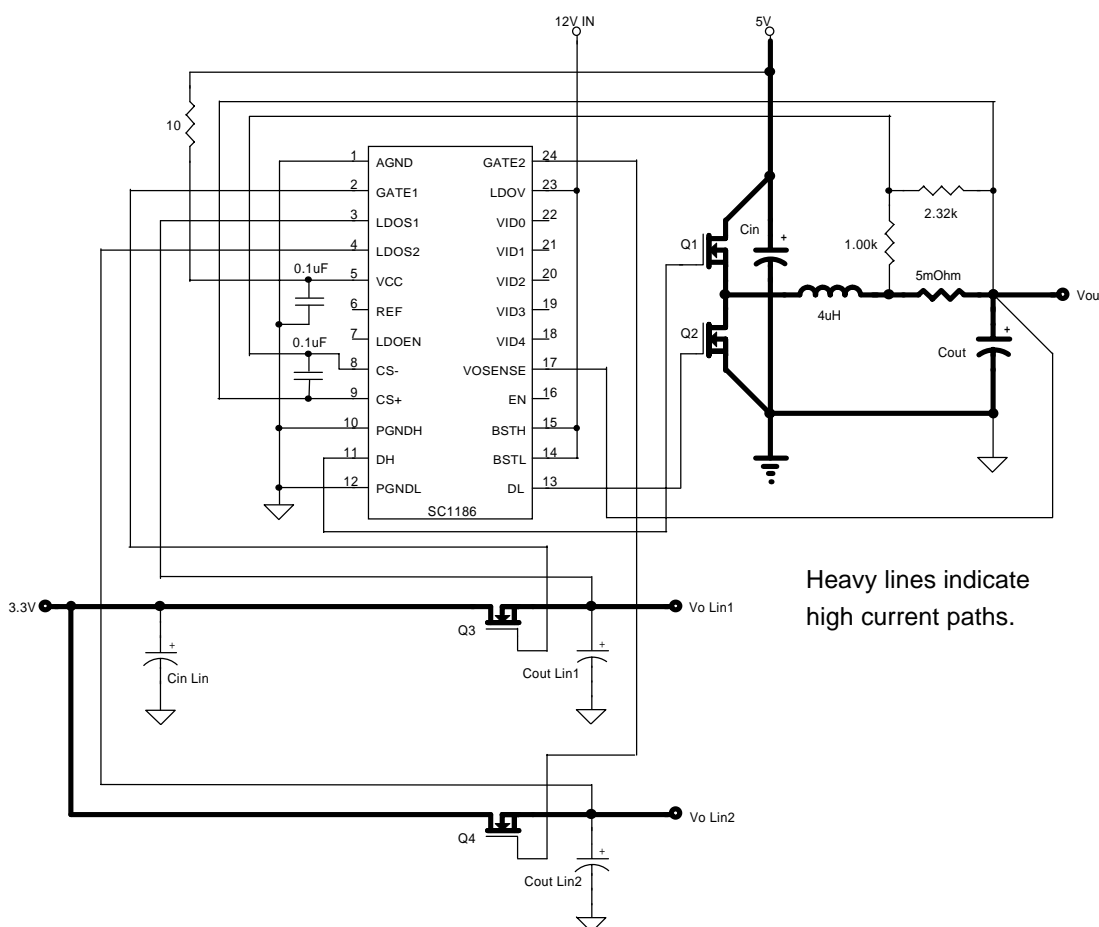 12V IN 5V
10
1 AGND GATE2 24
2 GATE1 LDOV 23
3 LDOS1 VID0 22
4 LDOS2 VID1 21
5 VCC VID2 20
6 REF VID3 19
7 LDOEN VID4 18
8 CS- VOSENSE 17
9 CS+ EN 16
10 PGNDH BSTH 15
11 DH BSTL 14
12 PGNDL DL 13
SC1186
0.1uF
0.1uF
Q1
Cin
+
2.32k
1.00k
5mOhm
4uH
Vou
Q2
Cout
+
Heavy lines indicate
high current paths.
3.3V
Q3
Vo Lin1
+
Cin Lin
+
Cout Lin1
Q4
Vo Lin2
+
Cout Lin2